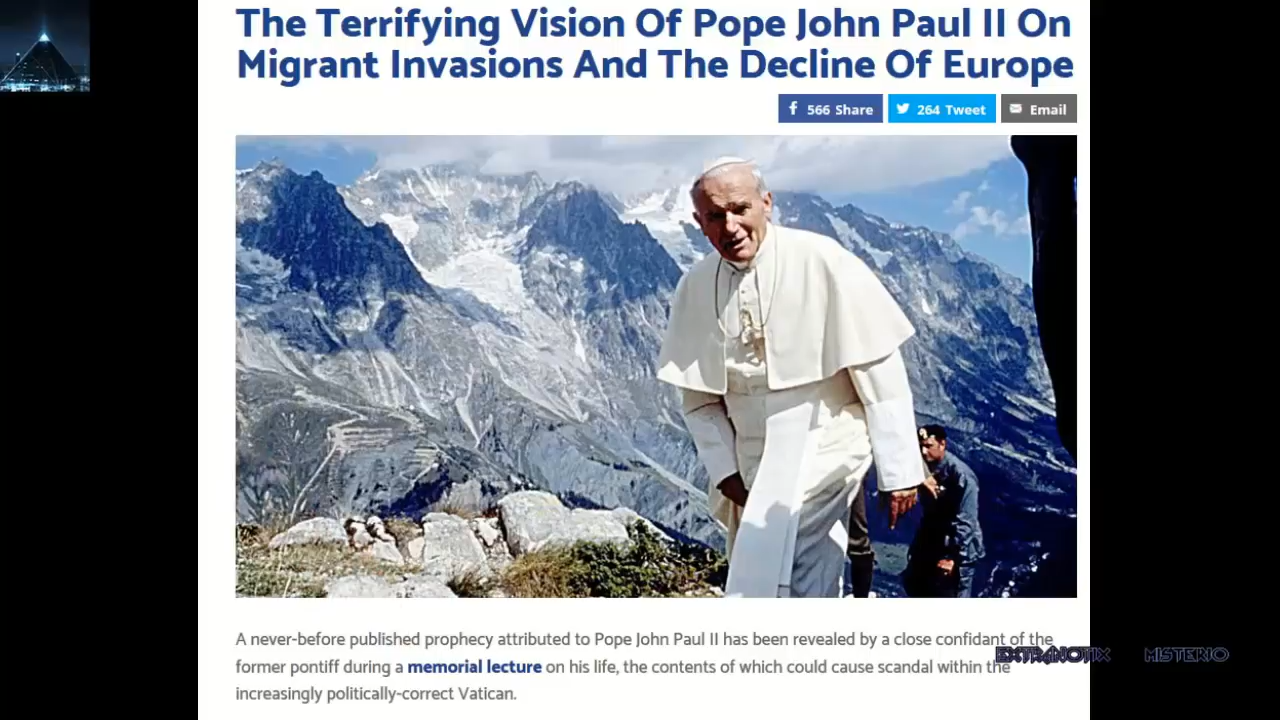 The Terrifying Vision Of Pope John Paul II On
Migrant Invasions And The Decline Of Europe
566 Share
264 Tweet
Email
A never-before published prophecy attributed to Pope John Paul II has been revealed by a close confidant of the
former pontiff during a memorial lecture on his life, the contents of which could cause scandal within the
increasingly politically-correct Vatican.
EXTRANOTIX MISTERIO